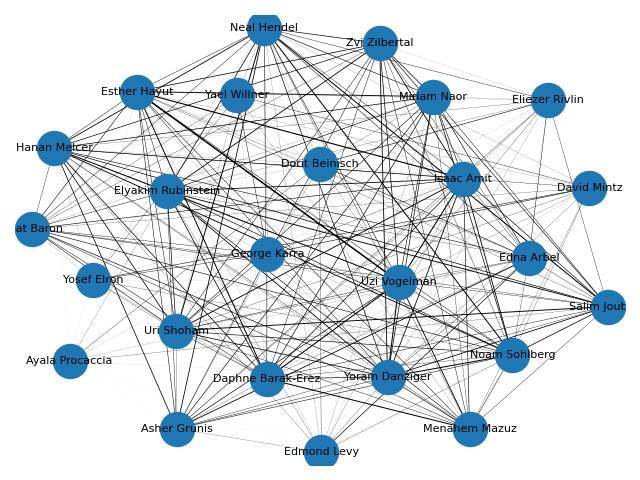 Neal Hendel
Zvi Zilbertal
Esther Hayut
Yael Willner
Miriam Naor
Eliezer Rivlin
Hanan Melcer
Dorit Beinisch
Isaac Amit
Elyakim Rubinstein
David Mintz
at Baron
George Karra
Edna Arbel
Yosef Elron
Uzi Vogelman
Salim Joub
Uri Shoham
Noam Sohlberg
Ayala Procaccia
Daphne Barak-Erez
Yoram Danziger
Asher Grunis
Menahem Mazuz
Edmond Levy